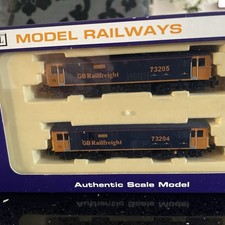 MODEL RAILWAYS
GB Railfreight
73205
GB Railfreight
73204
Authentic Scale Model